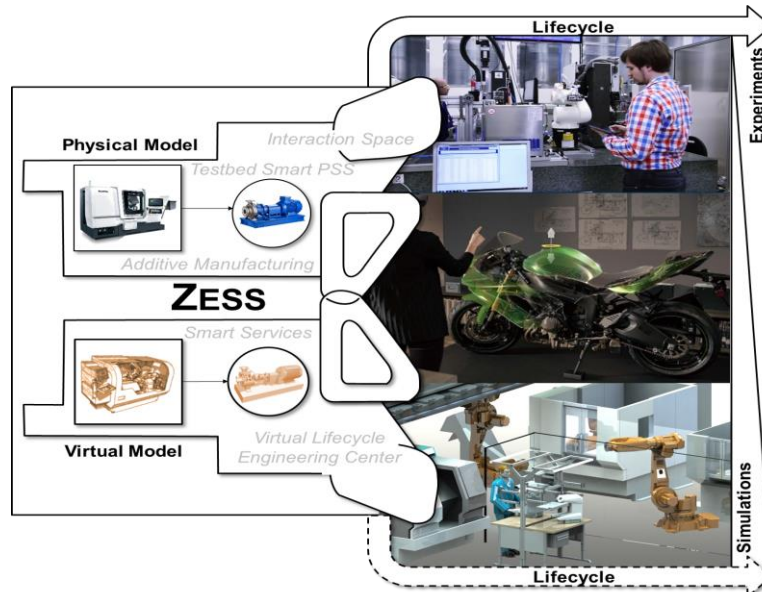 Lifecycle
Experiments
Physical Model
Interaction Space
Testbed Smart PSS
Additive Manufacturing
ZESS
Smart Services
Virtual Model
Virtual Lifecycle
Engineering Center
Simulations
Lifecycle